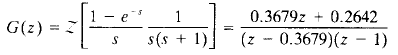 G(z) = Z[ (1 - e^{-s})/s · 1/(s(s + 1)) ] = (0.3679z + 0.2642)/((z - 0.3679)(z - 1))